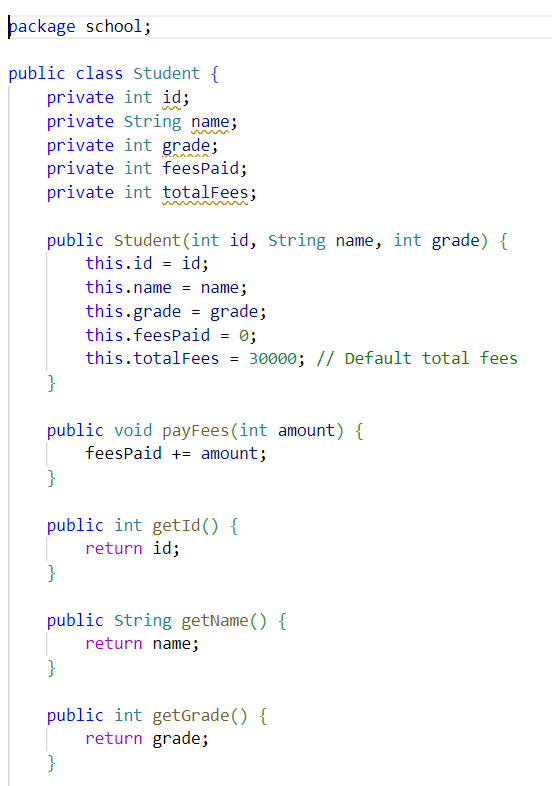 package school;
public class Student {
    private int id;
    private String name;
    private int grade;
    private int feesPaid;
    private int totalFees;
    public Student(int id, String name, int grade) {
        this.id = id;
        this.name = name;
        this.grade = grade;
        this.feesPaid = 0;
        this.totalFees = 30000; // Default total fees
    }
    public void payFees(int amount) {
        feesPaid += amount;
    }
    public int getId() {
        return id;
    }
    public String getName() {
        return name;
    }
    public int getGrade() {
        return grade;
    }